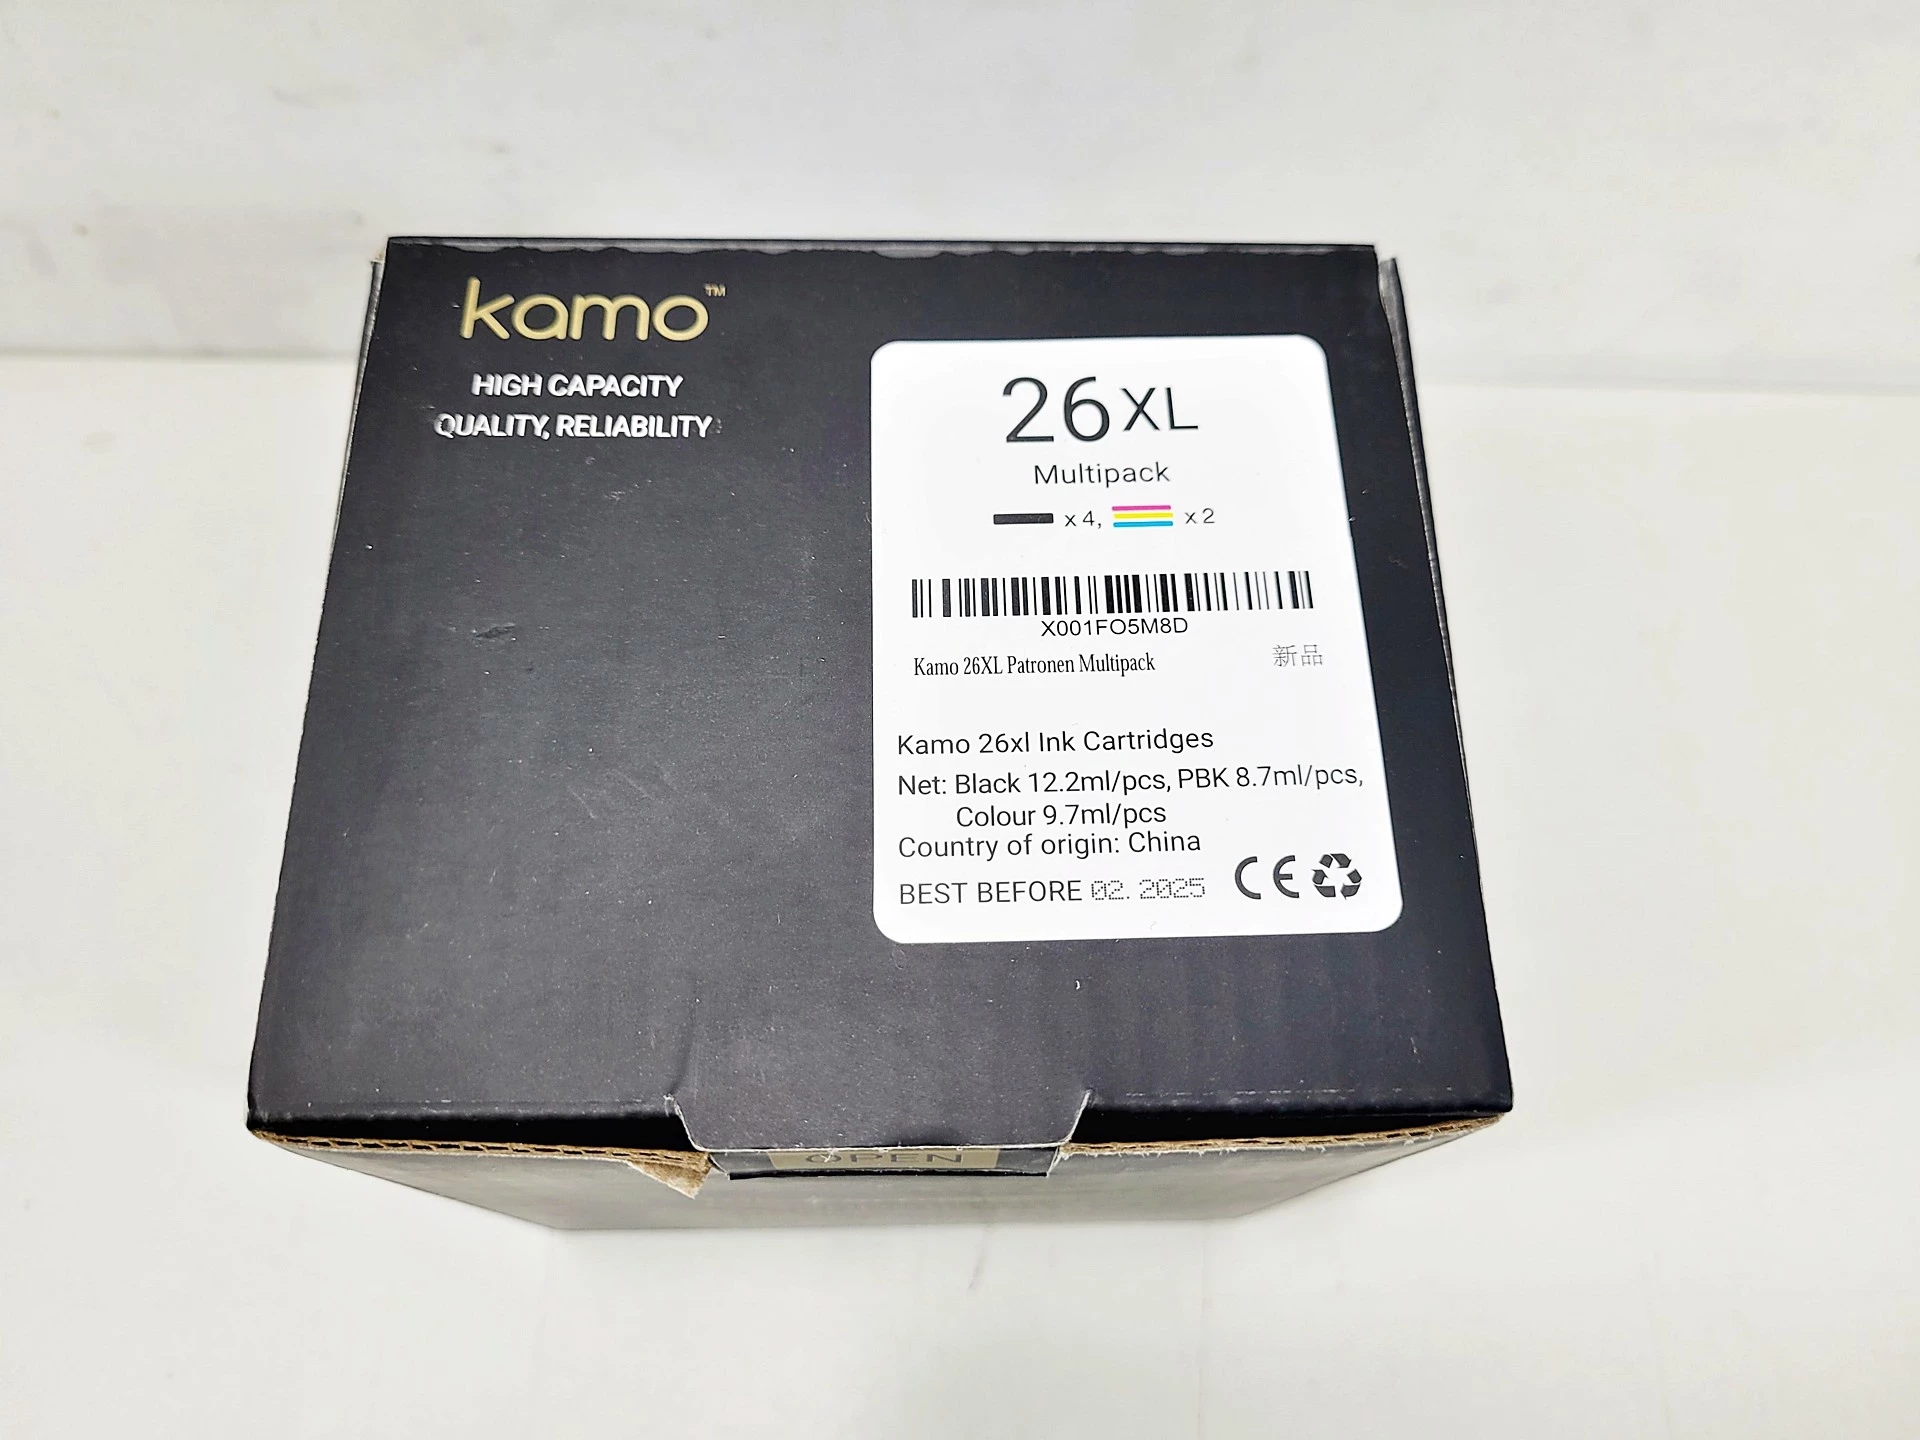 kamo™
HIGH CAPACITY
QUALITY, RELIABILITY
26XL
Multipack
x 4, x 2
X001FO5M8D
Kamo 26XL Patronen Multipack
新品
Kamo 26xl Ink Cartridges
Net: Black 12.2ml/pcs, PBK 8.7ml/pcs,
Colour 9.7ml/pcs
Country of origin: China
BEST BEFORE 02. 2025
CE
OPEN